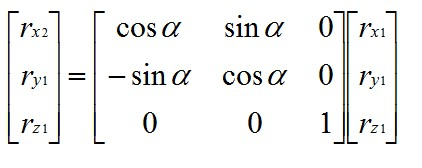 [r_{x2}] = [cos α sin α 0] [r_{x1}]
[r_{y1}] = [− sin α cos α 0] [r_{y1}]
[r_{z1}] = [0 0 1] [r_{z1}]